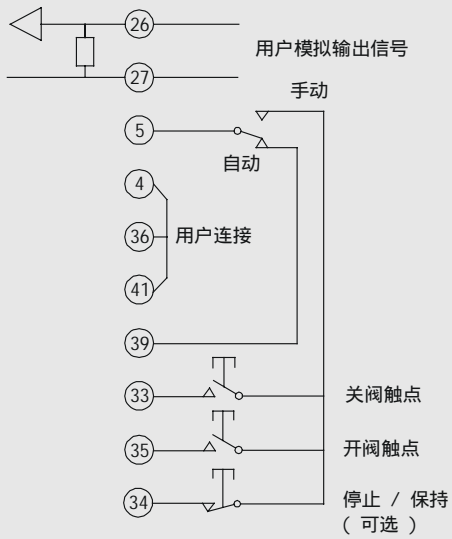 26
用户模拟输出信号
27
手动
5
自动
4
36
用户连接
41
39
33
关阀触点
35
开阀触点
34
停止 / 保持
( 可选 )